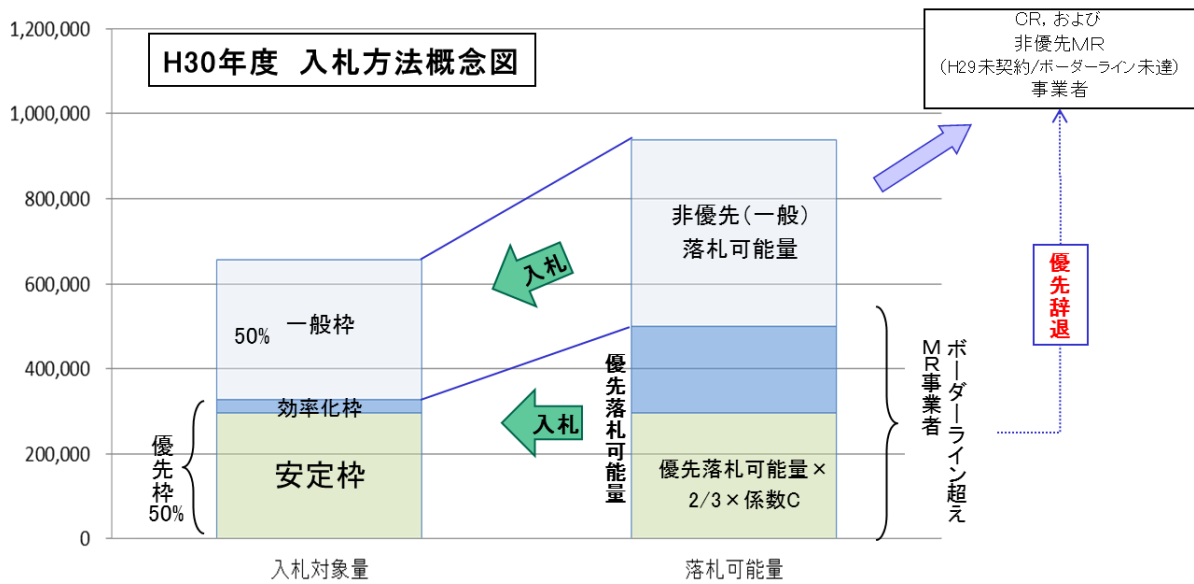 H30年度 入札方法概念図
CR, および
非優先MR
(H29未契約/ボーダーライン未達)
事業者
1,200,000
1,000,000
800,000
600,000
400,000
200,000
0
一般枠
50%
効率化枠
安定枠
優先枠
50%
入札
入札
非優先(一般)
落札可能量
優先落札可能量
優先落札可能量×
2/3×係数C
ボーダーライン超え
MR事業者
優先辞退
入札対象量
落札可能量